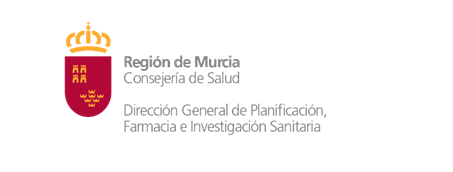 Región de Murcia
Consejería de Salud
Dirección General de Planificación,
Farmacia e Investigación Sanitaria